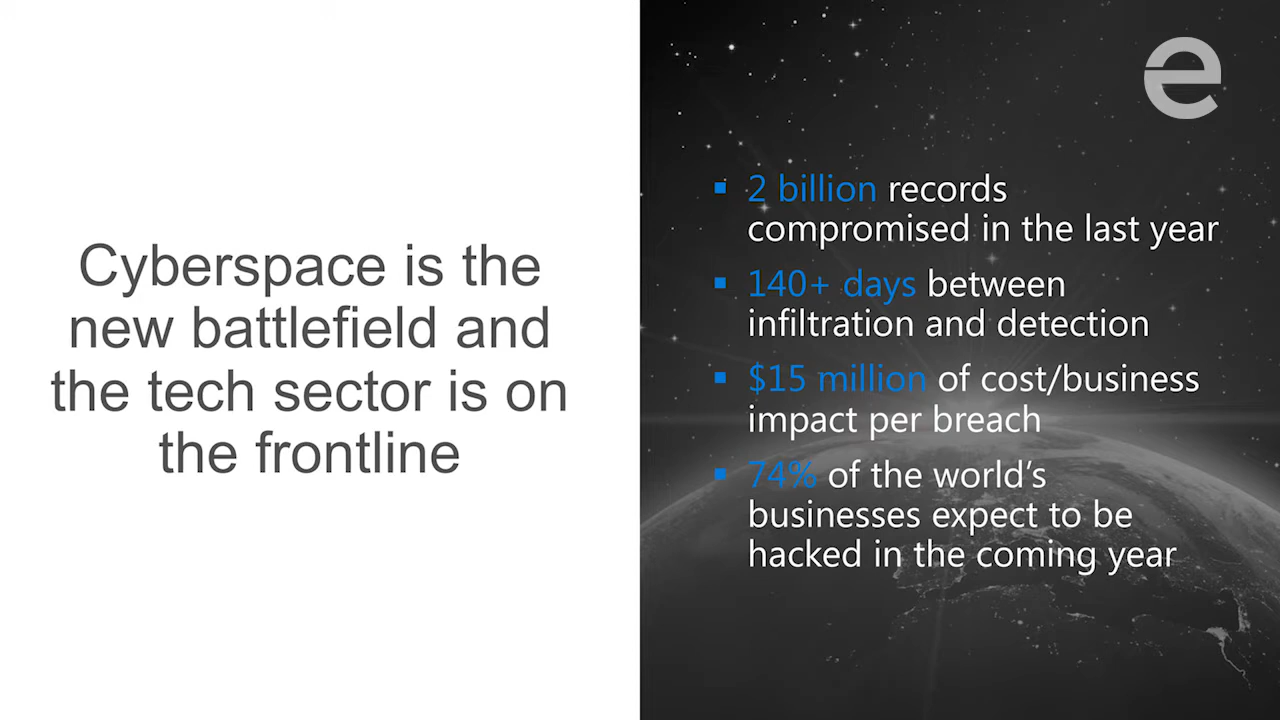 Cyberspace is the
new battlefield and
the tech sector is on
the frontline
e
▪ 2 billion records
compromised in the last year
▪ 140+ days between
infiltration and detection
▪ $15 million of cost/business
impact per breach
▪ 74% of the world’s
businesses expect to be
hacked in the coming year